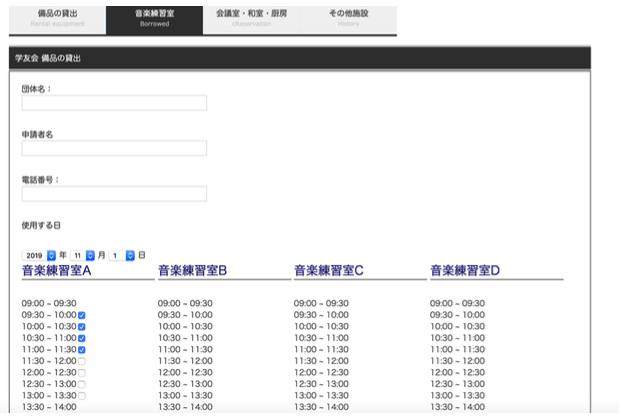 備品の貸出
Rental equipment
音楽練習室
Borrowed
会議室・和室・厨房
その他施設
History
学友会 備品の貸出
団体名：
申請者名
電話番号：
使用する日
2019 年 11 月 1 日
音楽練習室A 音楽練習室B 音楽練習室C 音楽練習室D
09:00 ~ 09:30 09:00 ~ 09:30 09:00 ~ 09:30 09:00 ~ 09:30
09:30 ~ 10:00 09:30 ~ 10:00 09:30 ~ 10:00 09:30 ~ 10:00
10:00 ~ 10:30 10:00 ~ 10:30 10:00 ~ 10:30 10:00 ~ 10:30
10:30 ~ 11:00 10:30 ~ 11:00 10:30 ~ 11:00 10:30 ~ 11:00
11:00 ~ 11:30 11:00 ~ 11:30 11:00 ~ 11:30 11:00 ~ 11:30
11:30 ~ 12:00 11:30 ~ 12:00 11:30 ~ 12:00 11:30 ~ 12:00
12:00 ~ 12:30 12:00 ~ 12:30 12:00 ~ 12:30 12:00 ~ 12:30
12:30 ~ 13:00 12:30 ~ 13:00 12:30 ~ 13:00 12:30 ~ 13:00
13:00 ~ 13:30 13:00 ~ 13:30 13:00 ~ 13:30 13:00 ~ 13:30
13:30 ~ 14:00 13:30 ~ 14:00 13:30 ~ 14:00 13:30 ~ 14:00